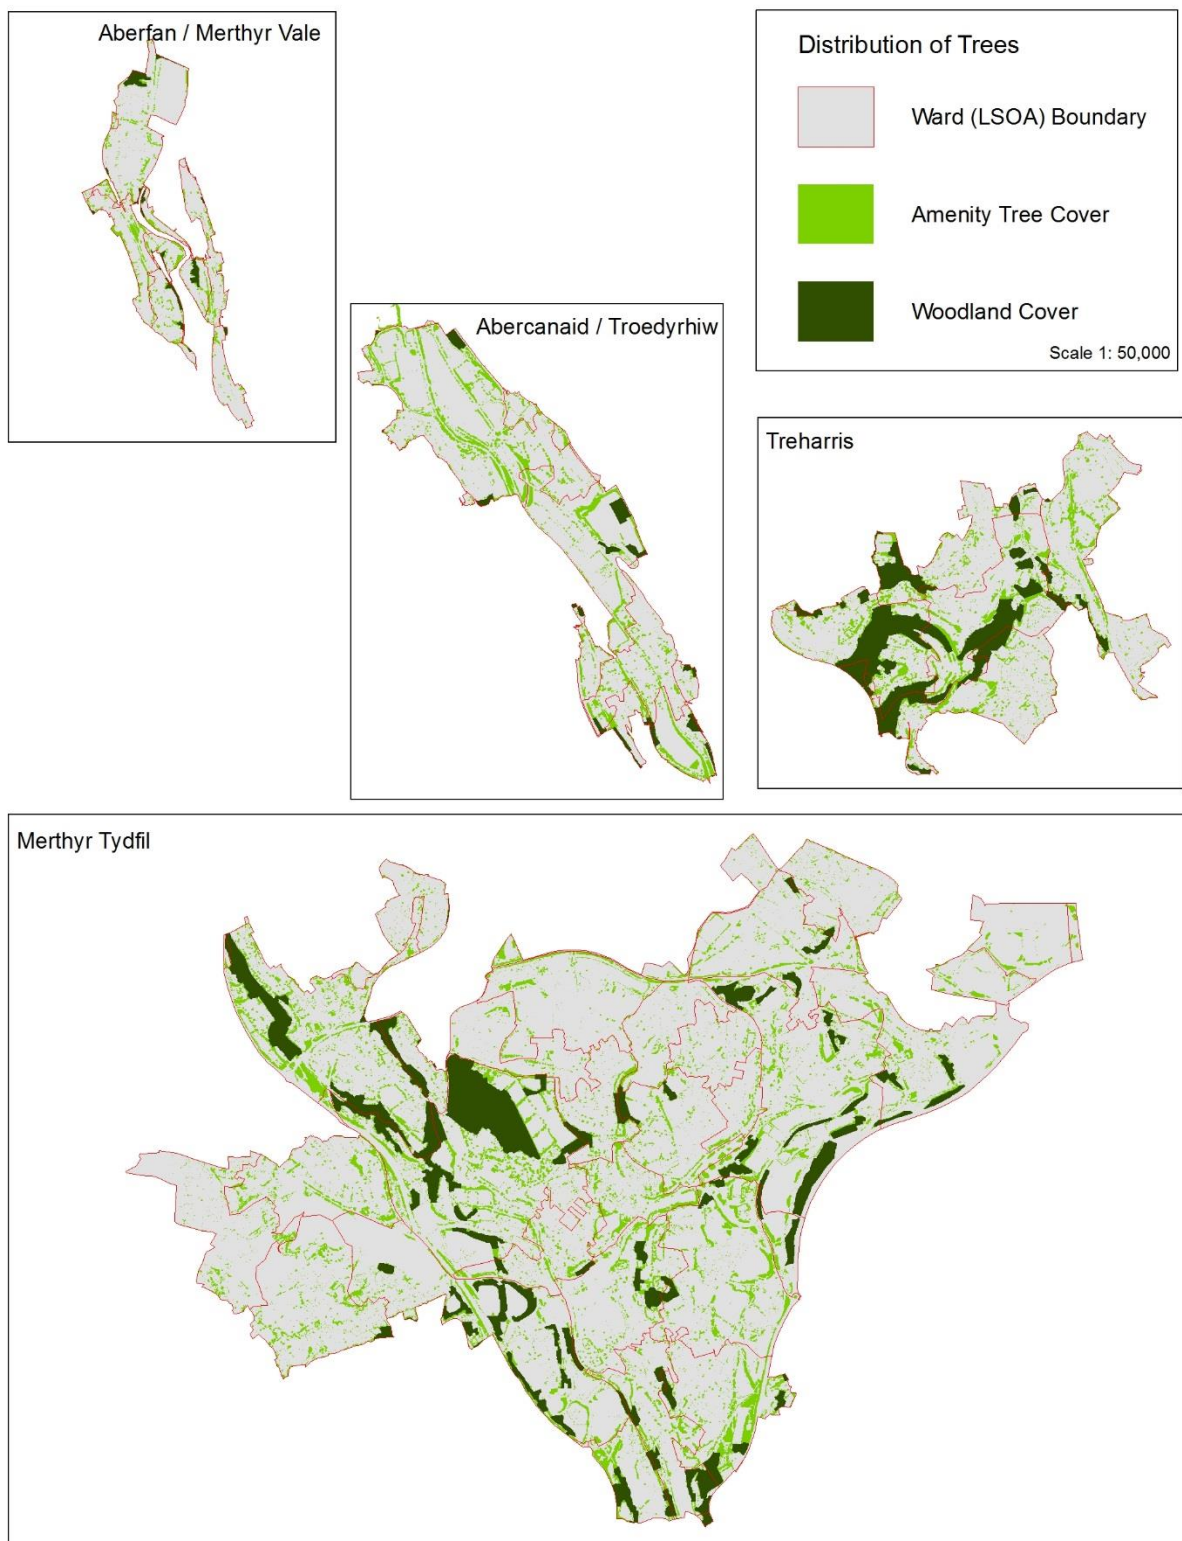 Aberfan / Merthyr Vale
Distribution of Trees
Ward (LSOA) Boundary
Amenity Tree Cover
Woodland Cover
Scale 1: 50,000
Abercanaid / Troedyrhiw
Treharris
Merthyr Tydfil